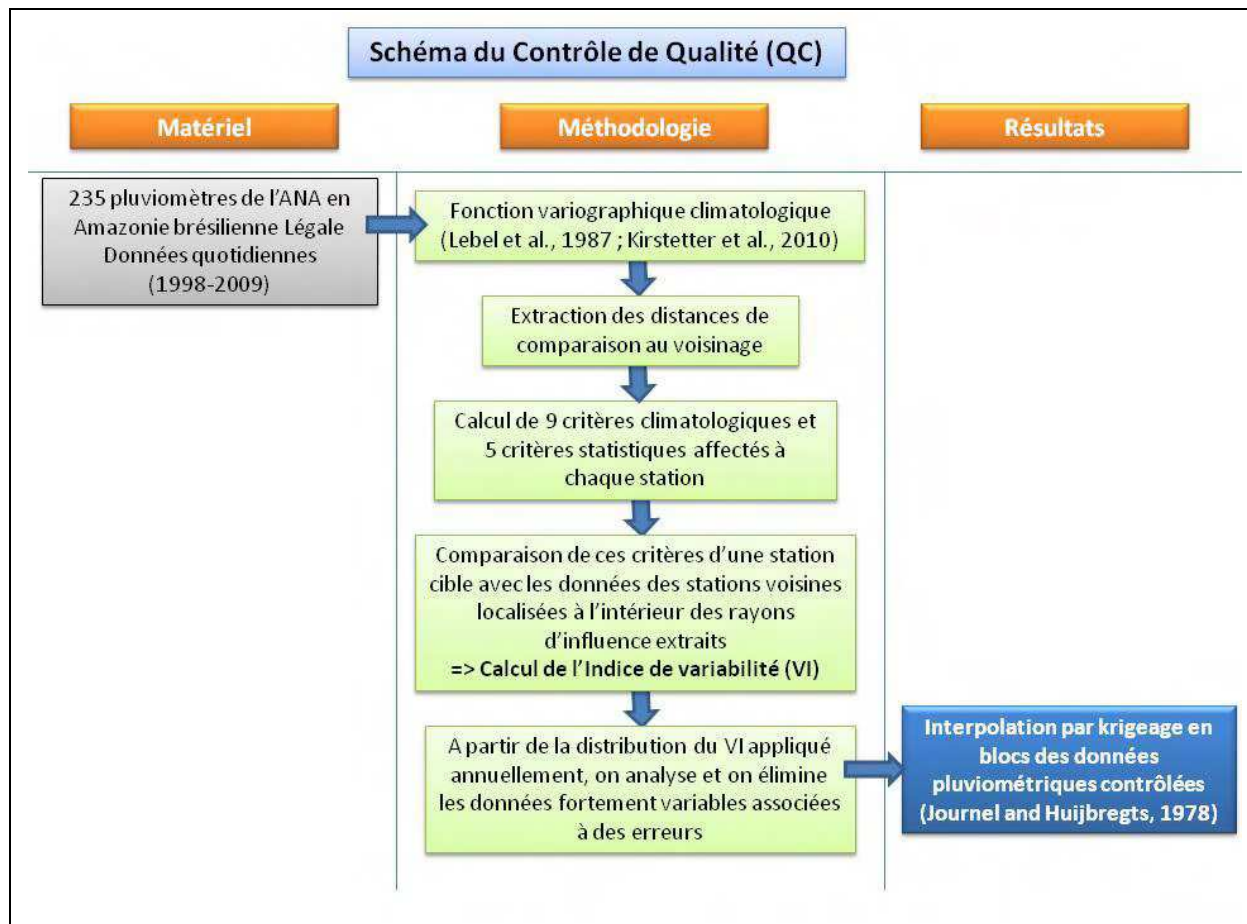 Schéma du Contrôle de Qualité (QC)
Matériel
Méthodologie
Résultats
235 pluviomètres de l'ANA en
Amazonie brésilienne Légale
Données quotidiennes
(1998-2009)
Fonction variographique climatologique
(Lebel et al., 1987 ; Kirstetter et al., 2010)
Extraction des distances de
comparaison au voisinage
Calcul de 9 critères climatologiques et
5 critères statistiques affectés à
chaque station
Comparaison de ces critères d'une station
cible avec les données des stations voisines
localisées à l'intérieur des rayons
d'influence extraits
=> Calcul de l'Indice de variabilité (VI)
A partir de la distribution du VI appliqué
annuellement, on analyse et on élimine
les données fortement variables associées
à des erreurs
Interpolation par krigeage en
blocs des données
pluviométriques contrôlées
(Journel and Huijbregts, 1978)